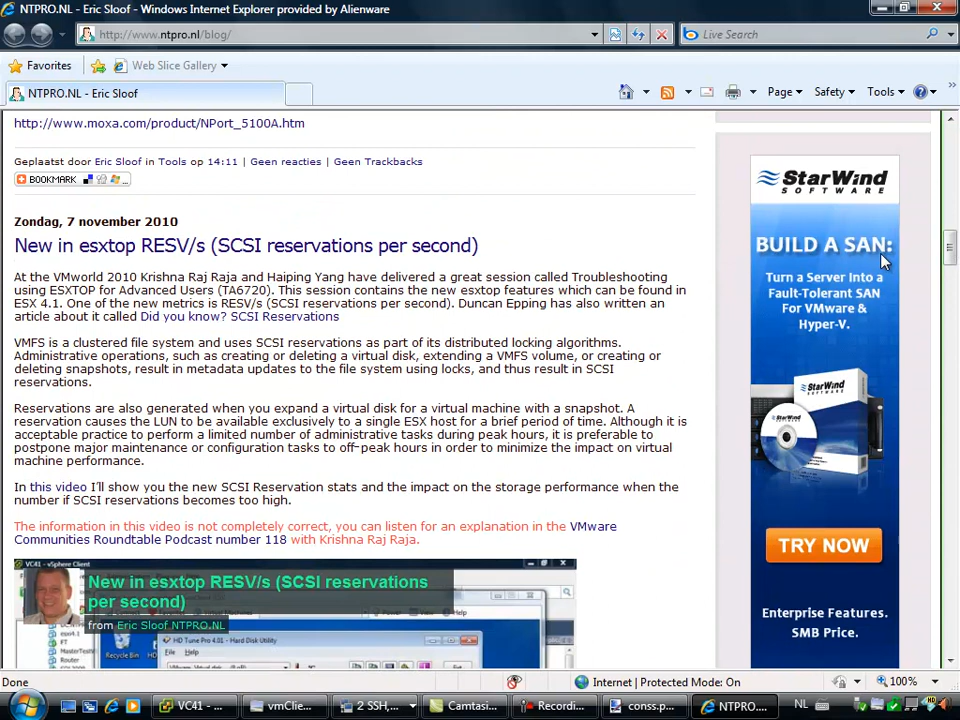 NTPRO.NL - Eric Sloof - Windows Internet Explorer provided by Alienware
http://www.ntpro.nl/blog/
Live Search
Favorites
Web Slice Gallery
NTPRO.NL - Eric Sloof
Page
Safety
Tools
http://www.moxa.com/product/NPort_5100A.htm
Geplaatst door Eric Sloof in Tools op 14:11 | Geen reacties | Geen Trackbacks
BOOKMARK
Zondag, 7 november 2010
New in esxtop RESV/s (SCSI reservations per second)
At the VMworld 2010 Krishna Raj Raja and Haiping Yang have delivered a great session called Troubleshooting
using ESXTOP for Advanced Users (TA6720). This session contains the new esxtop features which can be found in
ESX 4.1. One of the new metrics is RESV/s (SCSI reservations per second). Duncan Epping has also written an
article about it called Did you know? SCSI Reservations
VMFS is a clustered file system and uses SCSI reservations as part of its distributed locking algorithms.
Administrative operations, such as creating or deleting a virtual disk, extending a VMFS volume, or creating or
deleting snapshots, result in metadata updates to the file system using locks, and thus result in SCSI
reservations.
Reservations are also generated when you expand a virtual disk for a virtual machine with a snapshot. A
reservation causes the LUN to be available exclusively to a single ESX host for a brief period of time. Although it is
acceptable practice to perform a limited number of administrative tasks during peak hours, it is preferable to
postpone major maintenance or configuration tasks to off-peak hours in order to minimize the impact on virtual
machine performance.
In this video I'll show you the new SCSI Reservation stats and the impact on the storage performance when the
number if SCSI reservations becomes too high.
The information in this video is not completely correct, you can listen for an explanation in the VMware
Communities Roundtable Podcast number 118 with Krishna Raj Raja.
VC41 - vSphere Client
New in esxtop RESV/s (SCSI reservations
per second)
from Eric Sloof NTPRO.NL
esx4.1
FT
MasterTest
Router
Recycle Bin
HD Tune Pro 4.01 - Hard Disk Utility
File Help
StarWind
SOFTWARE
BUILD A SAN:
Turn a Server Into a
Fault-Tolerant SAN
For VMware &
Hyper-V.
StarWind
TRY NOW
Enterprise Features.
SMB Price.
Done
Internet | Protected Mode: On
100%
VC41 - ...
vmClie...
2 SSH, ...
Camtasi...
Recordi...
conss.p...
NTPRO....
NL